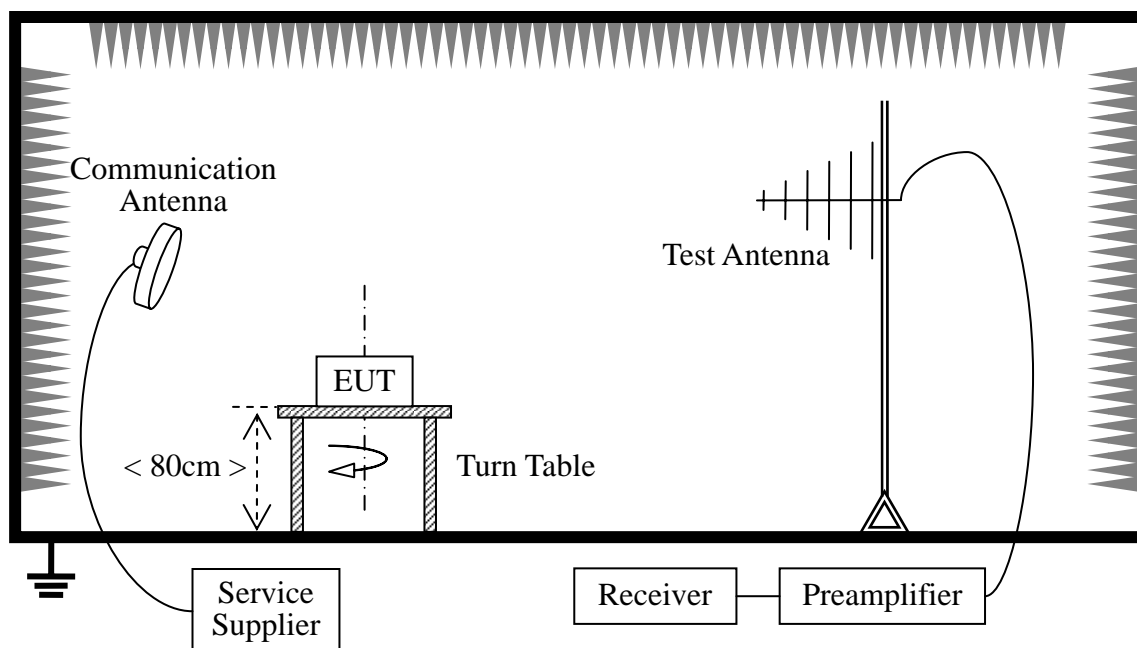 Communication
Antenna
Test Antenna
EUT
< 80cm >
Turn Table
Service
Supplier
Receiver
Preamplifier